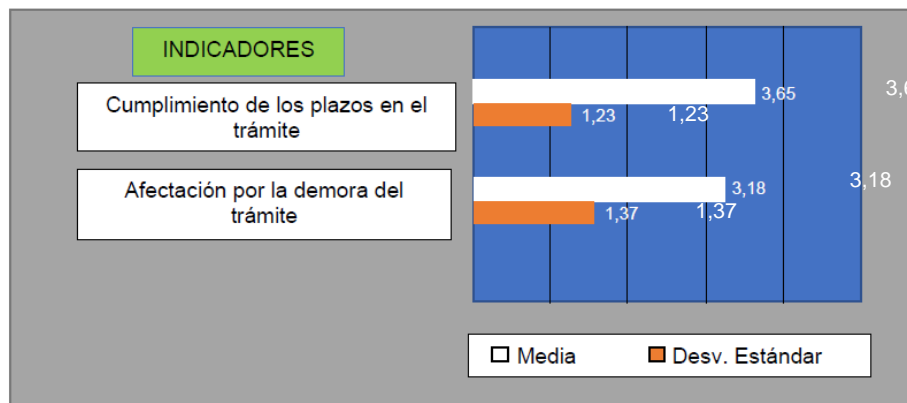 INDICADORES
Cumplimiento de los plazos en el
trámite
3,65
1,23
1,23
Afectación por la demora del
trámite
3,18
3,18
1,37
1,37
Media
Desv. Estándar